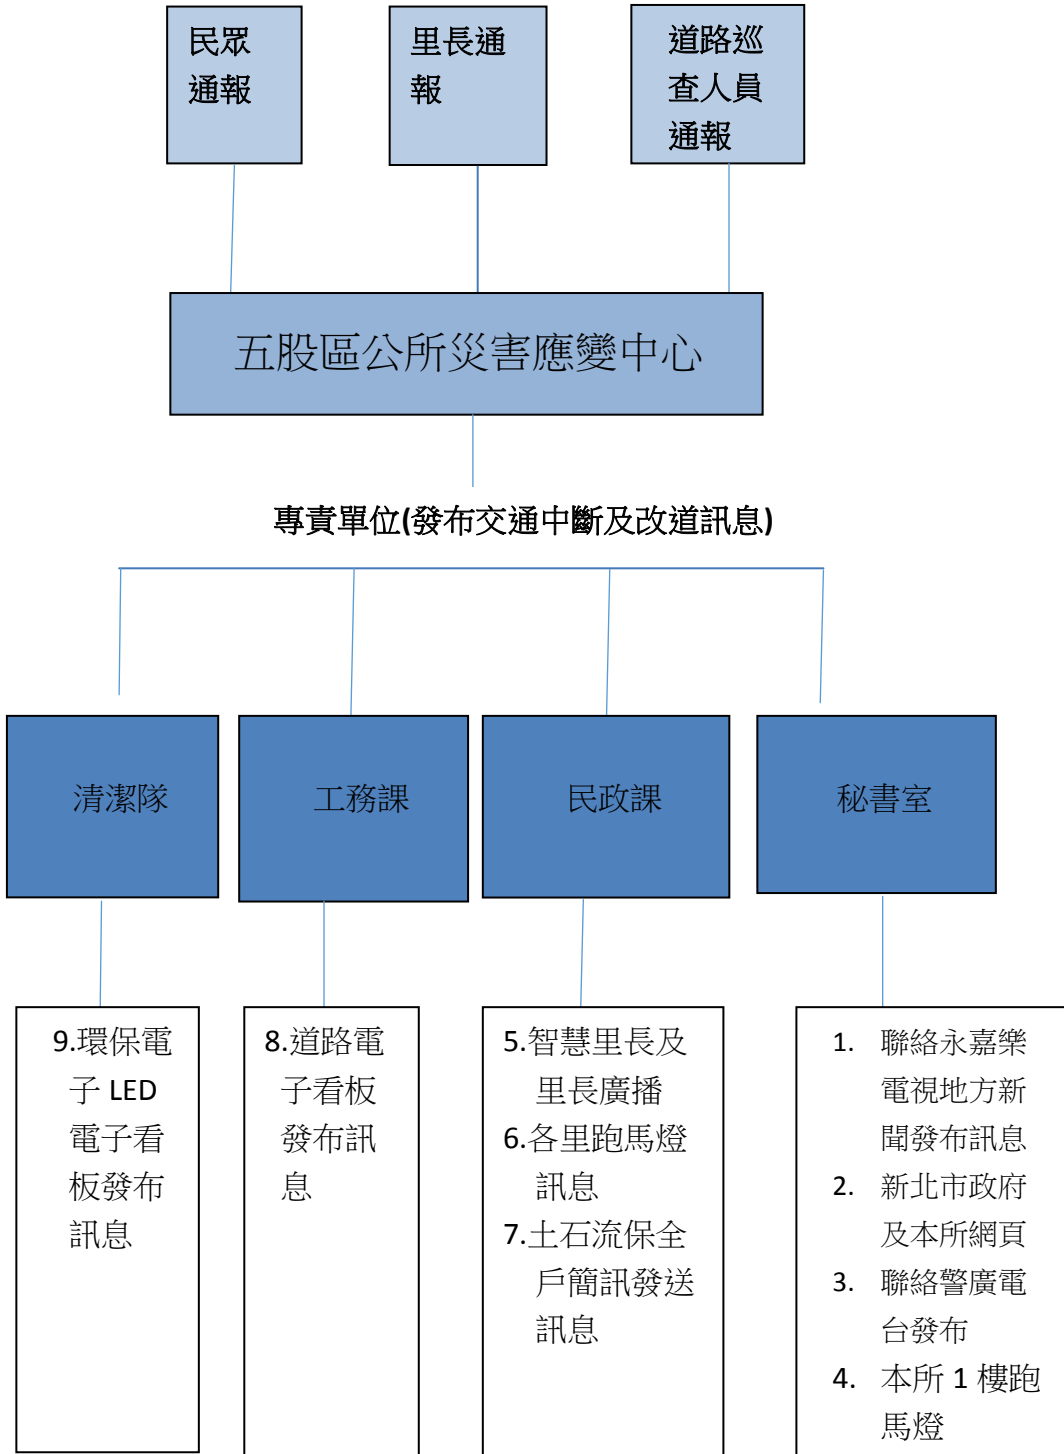 民眾
通報
里長通
報
道路巡
查人員
通報
五股區公所災害應變中心
專責單位(發布交通中斷及改道訊息)
清潔隊
工務課
民政課
秘書室
9.環保電
子 LED
電子看
板發布
訊息
8.道路電
子看板
發布訊
息
5.智慧里長及
里長廣播
6.各里跑馬燈
訊息
7.土石流保全
戶簡訊發送
訊息
1. 聯絡永嘉樂
電視地方新
聞發布訊息
2. 新北市政府
及本所網頁
3. 聯絡警廣電
台發布
4. 本所 1 樓跑
馬燈